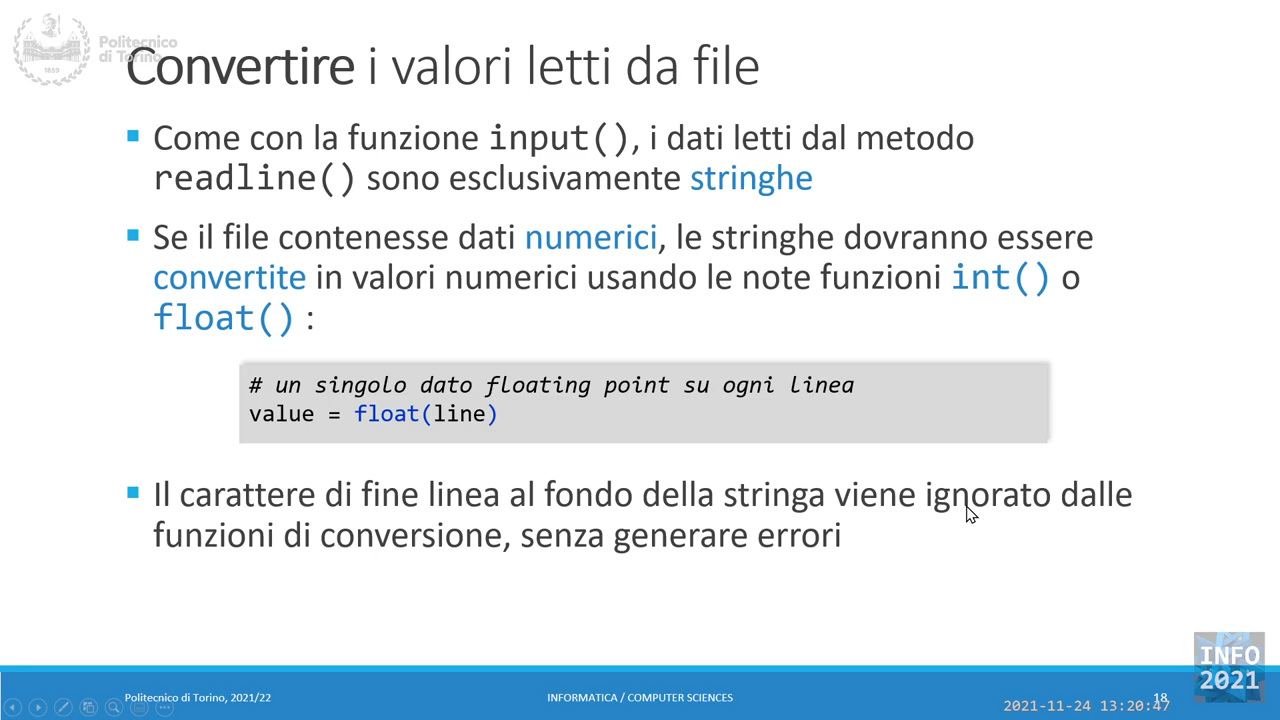 Politecnico
di Torino
1859
Convertire i valori letti da file
Come con la funzione input(), i dati letti dal metodo
readline() sono esclusivamente stringhe
Se il file contenesse dati numerici, le stringhe dovranno essere
convertite in valori numerici usando le note funzioni int() o
float() :
# un singolo dato floating point su ogni linea
value = float(line)
Il carattere di fine linea al fondo della stringa viene ignorato dalle
funzioni di conversione, senza generare errori
INFO
2021
Politecnico di Torino, 2021/22
INFORMATICA / COMPUTER SCIENCES
18
2021-11-24 13:20:47